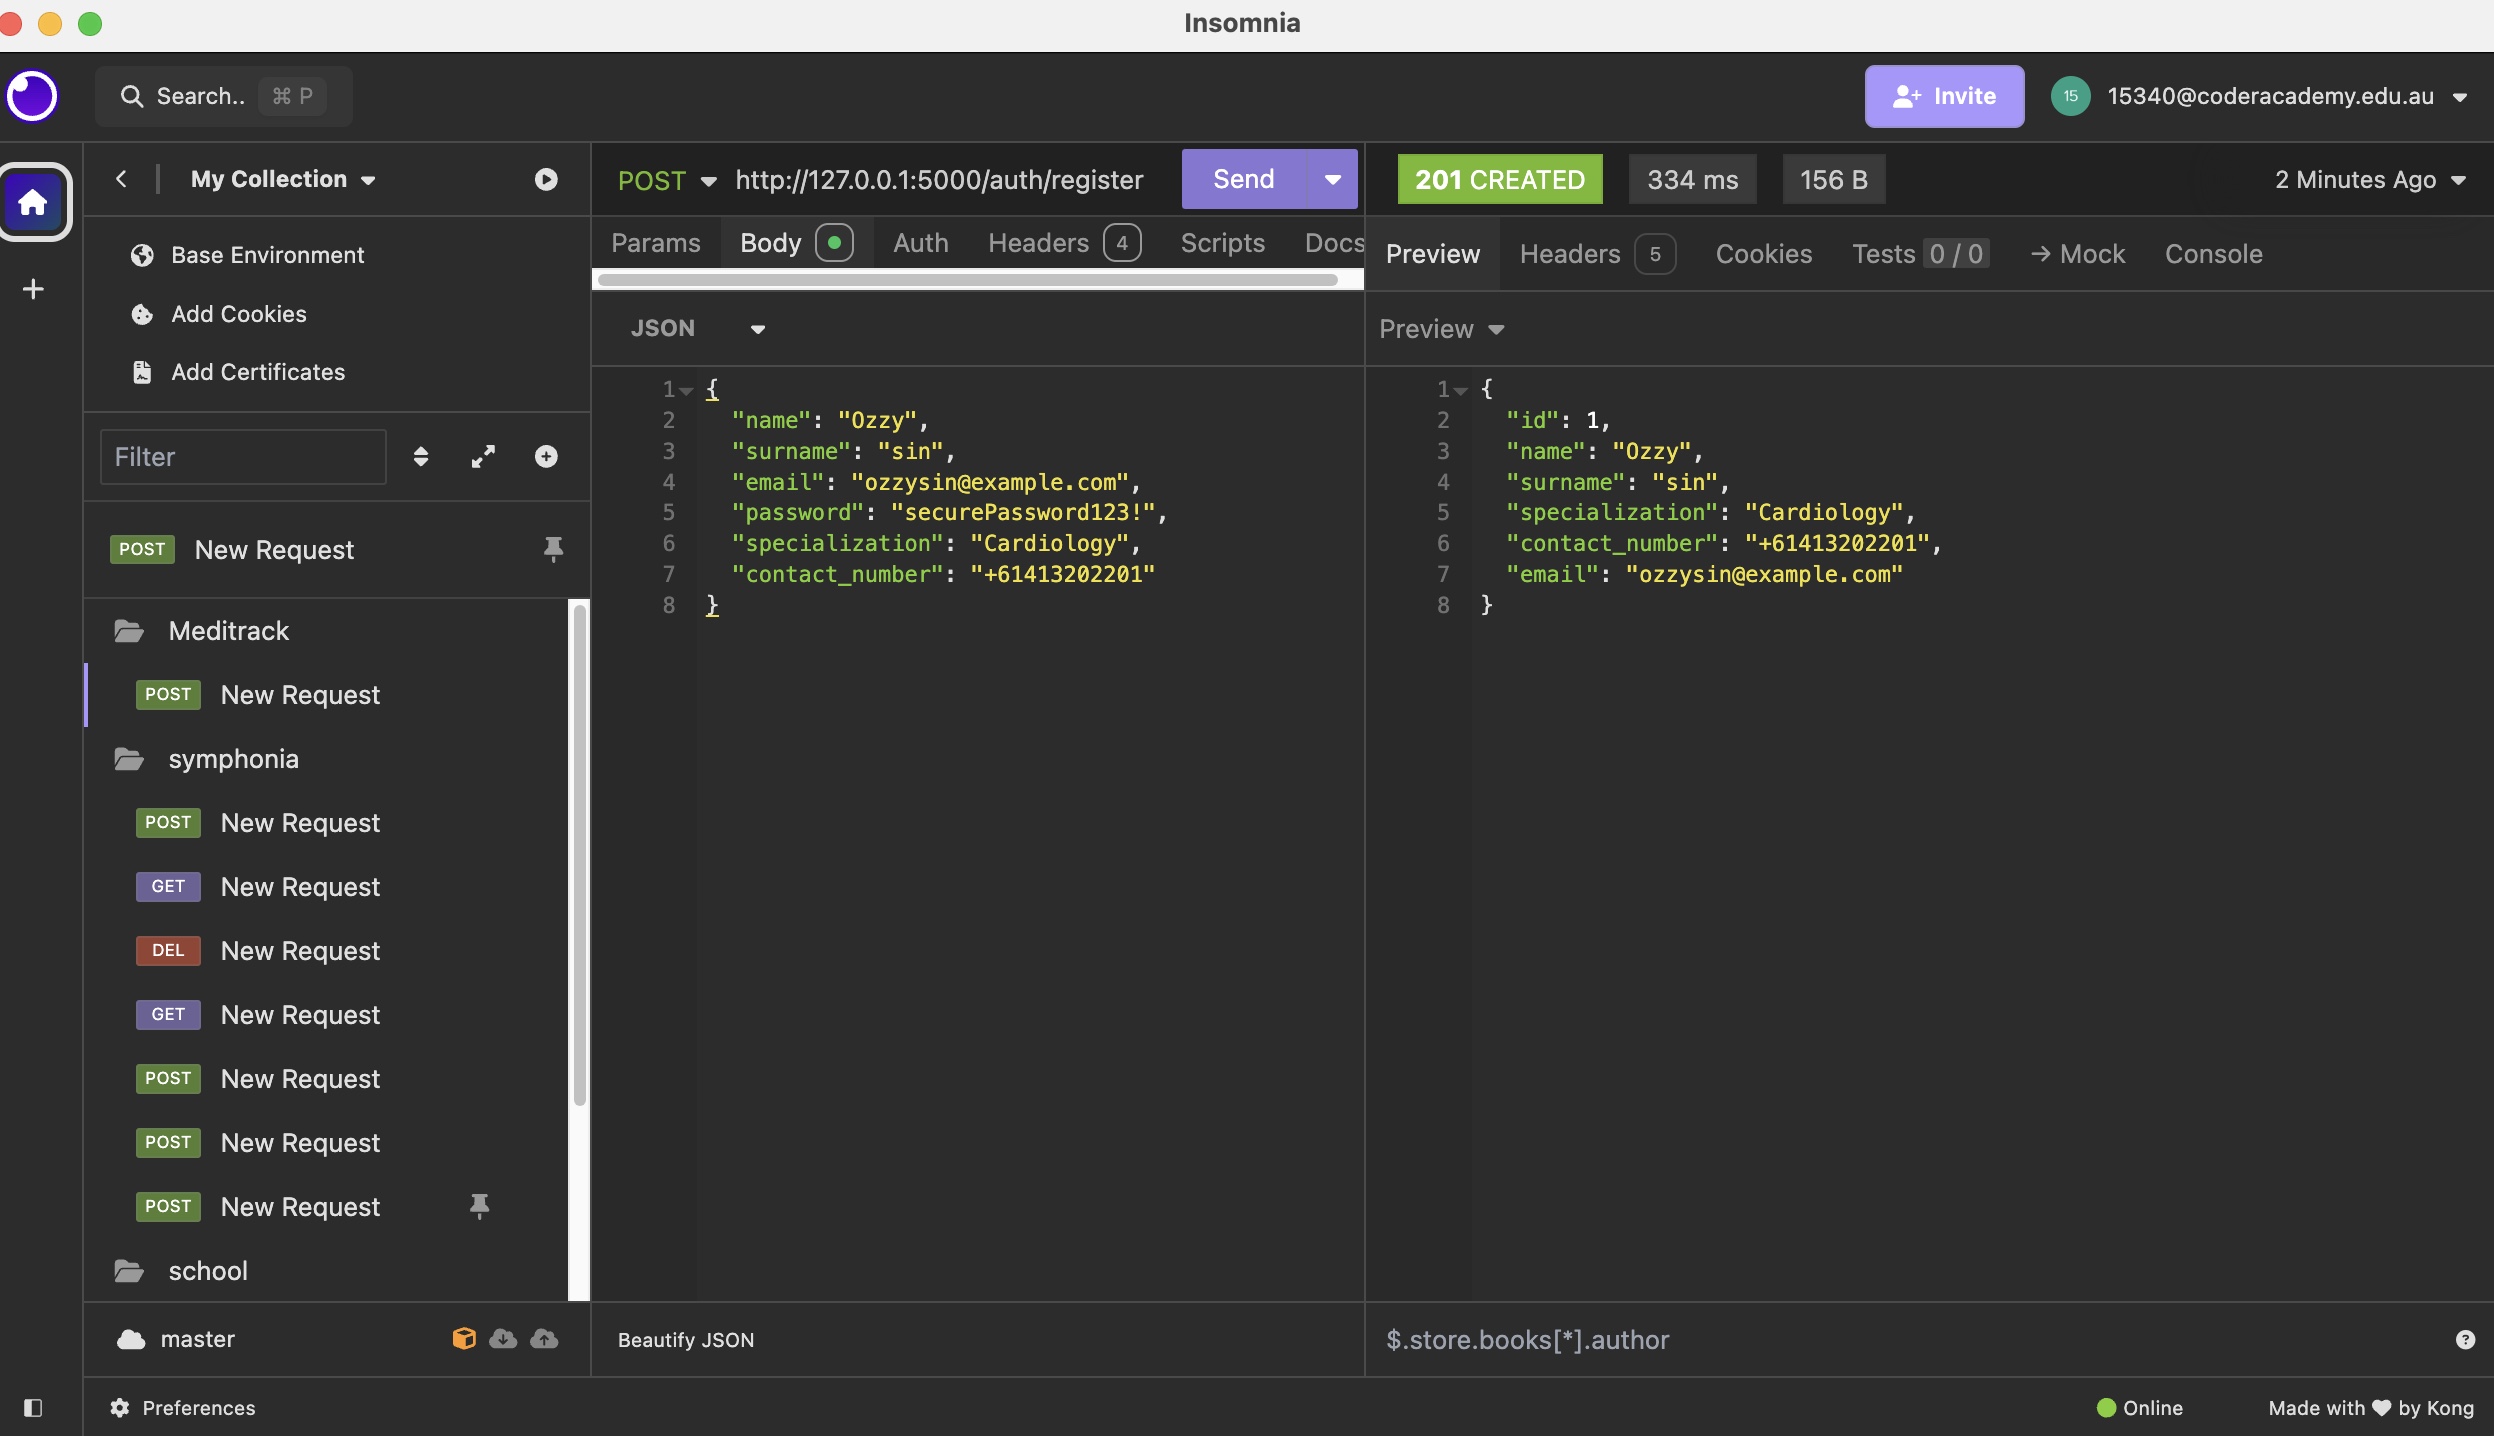 Insomnia
Search.. ⌘ P
Invite
15
15340@coderacademy.edu.au
My Collection
Base Environment
Add Cookies
Add Certificates
Filter
POST New Request
Meditrack
POST New Request
symphonia
POST New Request
GET New Request
DEL New Request
GET New Request
POST New Request
POST New Request
POST New Request
school
master
POST http://127.0.0.1:5000/auth/register Send
Params Body Auth Headers 4 Scripts Docs
JSON
1 {
2 "name": "Ozzy",
3 "surname": "sin",
4 "email": "ozzysin@example.com",
5 "password": "securePassword123!",
6 "specialization": "Cardiology",
7 "contact_number": "+61413202201"
8 }
Beautify JSON
201 CREATED 334 ms 156 B 2 Minutes Ago
Preview Headers 5 Cookies Tests 0 / 0 → Mock Console
Preview
1 {
2 "id": 1,
3 "name": "Ozzy",
4 "surname": "sin",
5 "specialization": "Cardiology",
6 "contact_number": "+61413202201",
7 "email": "ozzysin@example.com"
8 }
$.store.books[*].author
?
Preferences
Online
Made with ♥ by Kong